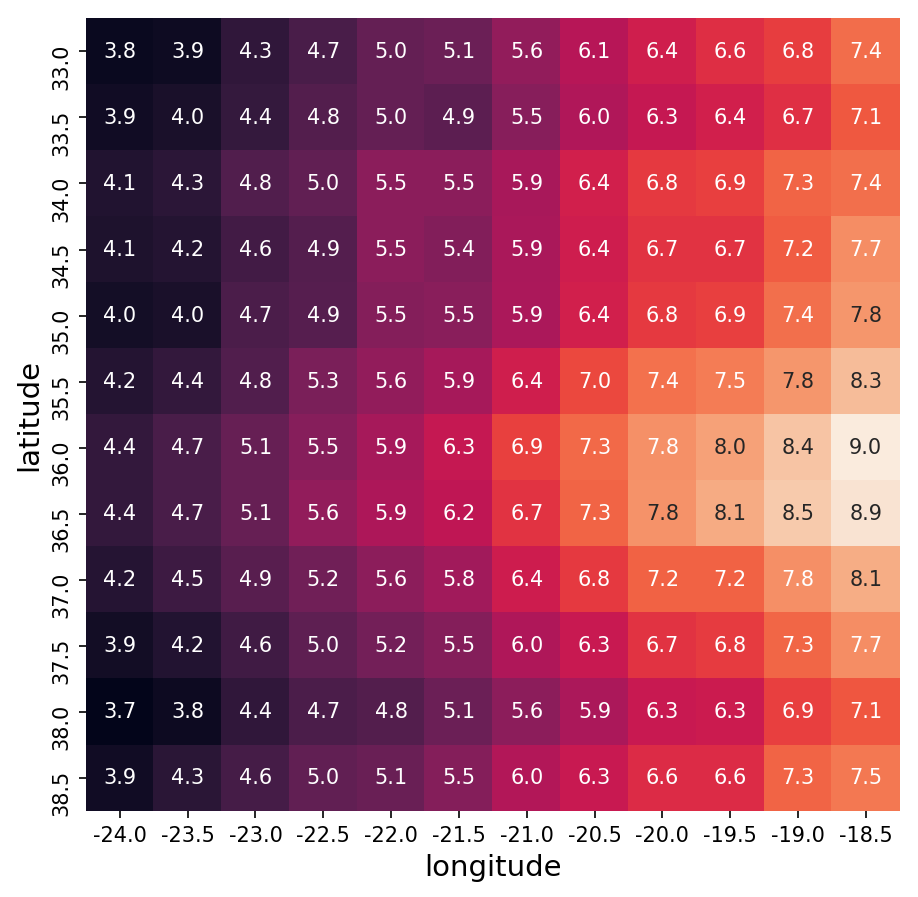 33.0 3.8 3.9 4.3 4.7 5.0 5.1 5.6 6.1 6.4 6.6 6.8 7.4
33.5 3.9 4.0 4.4 4.8 5.0 4.9 5.5 6.0 6.3 6.4 6.7 7.1
34.0 4.1 4.3 4.8 5.0 5.5 5.5 5.9 6.4 6.8 6.9 7.3 7.4
34.5 4.1 4.2 4.6 4.9 5.5 5.4 5.9 6.4 6.7 6.7 7.2 7.7
35.0 4.0 4.0 4.7 4.9 5.5 5.5 5.9 6.4 6.8 6.9 7.4 7.8
35.5 4.2 4.4 4.8 5.3 5.6 5.9 6.4 7.0 7.4 7.5 7.8 8.3
36.0 4.4 4.7 5.1 5.5 5.9 6.3 6.9 7.3 7.8 8.0 8.4 9.0
36.5 4.4 4.7 5.1 5.6 5.9 6.2 6.7 7.3 7.8 8.1 8.5 8.9
37.0 4.2 4.5 4.9 5.2 5.6 5.8 6.4 6.8 7.2 7.2 7.8 8.1
37.5 3.9 4.2 4.6 5.0 5.2 5.5 6.0 6.3 6.7 6.8 7.3 7.7
38.0 3.7 3.8 4.4 4.7 4.8 5.1 5.6 5.9 6.3 6.3 6.9 7.1
38.5 3.9 4.3 4.6 5.0 5.1 5.5 6.0 6.3 6.6 6.6 7.3 7.5
latitude
-24.0 -23.5 -23.0 -22.5 -22.0 -21.5 -21.0 -20.5 -20.0 -19.5 -19.0 -18.5
longitude